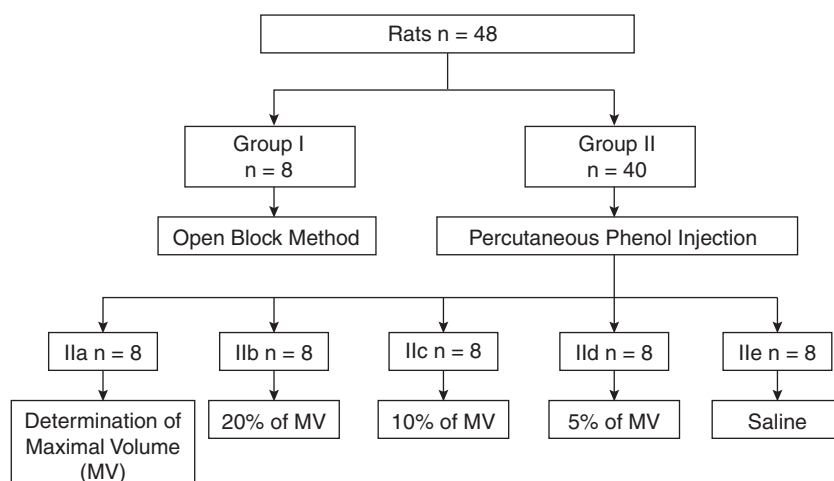 Rats n = 48
Group I
n = 8
Group II
n = 40
Open Block Method
Percutaneous Phenol Injection
IIa n = 8
IIb n = 8
IIc n = 8
IId n = 8
IIe n = 8
Determination of
Maximal Volume
(MV)
20% of MV
10% of MV
5% of MV
Saline